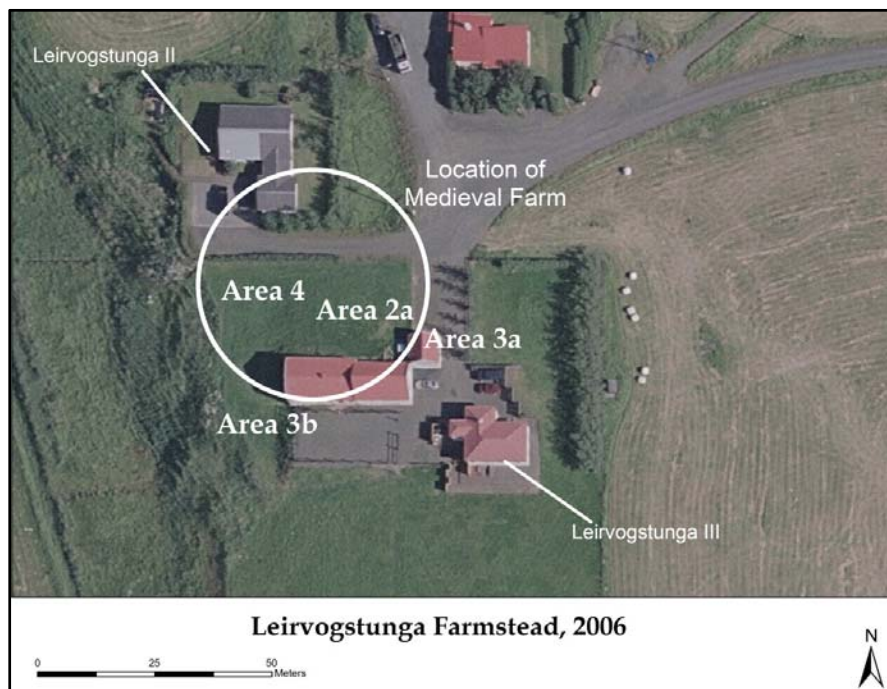 Leirvogstunga II
Location of
Medieval Farm
Area 4
Area 2a
Area 3a
Area 3b
Leirvogstunga III
Leirvogstunga Farmstead, 2006
N
0 25 50
Meters